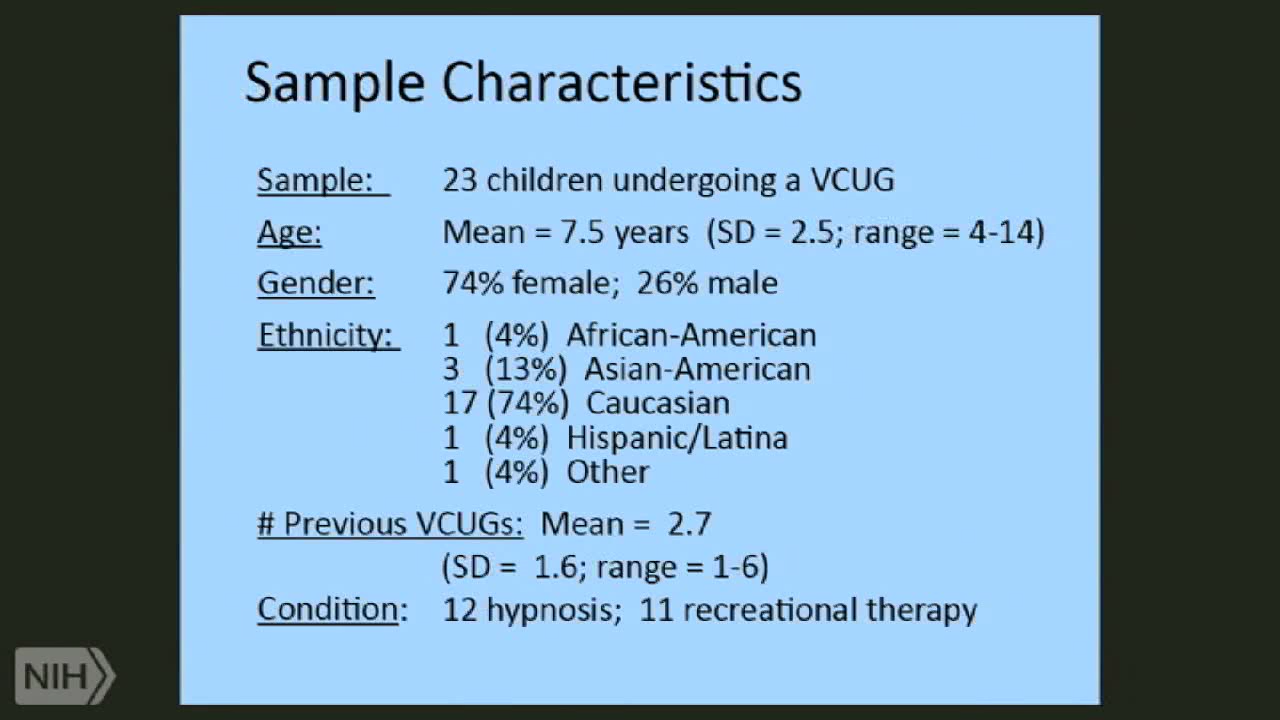 Sample Characteristics
Sample: 23 children undergoing a VCUG
Age: Mean = 7.5 years (SD = 2.5; range = 4-14)
Gender: 74% female; 26% male
Ethnicity: 1 (4%) African-American
3 (13%) Asian-American
17 (74%) Caucasian
1 (4%) Hispanic/Latina
1 (4%) Other
# Previous VCUGs: Mean = 2.7
(SD = 1.6; range = 1-6)
Condition: 12 hypnosis; 11 recreational therapy
NIH